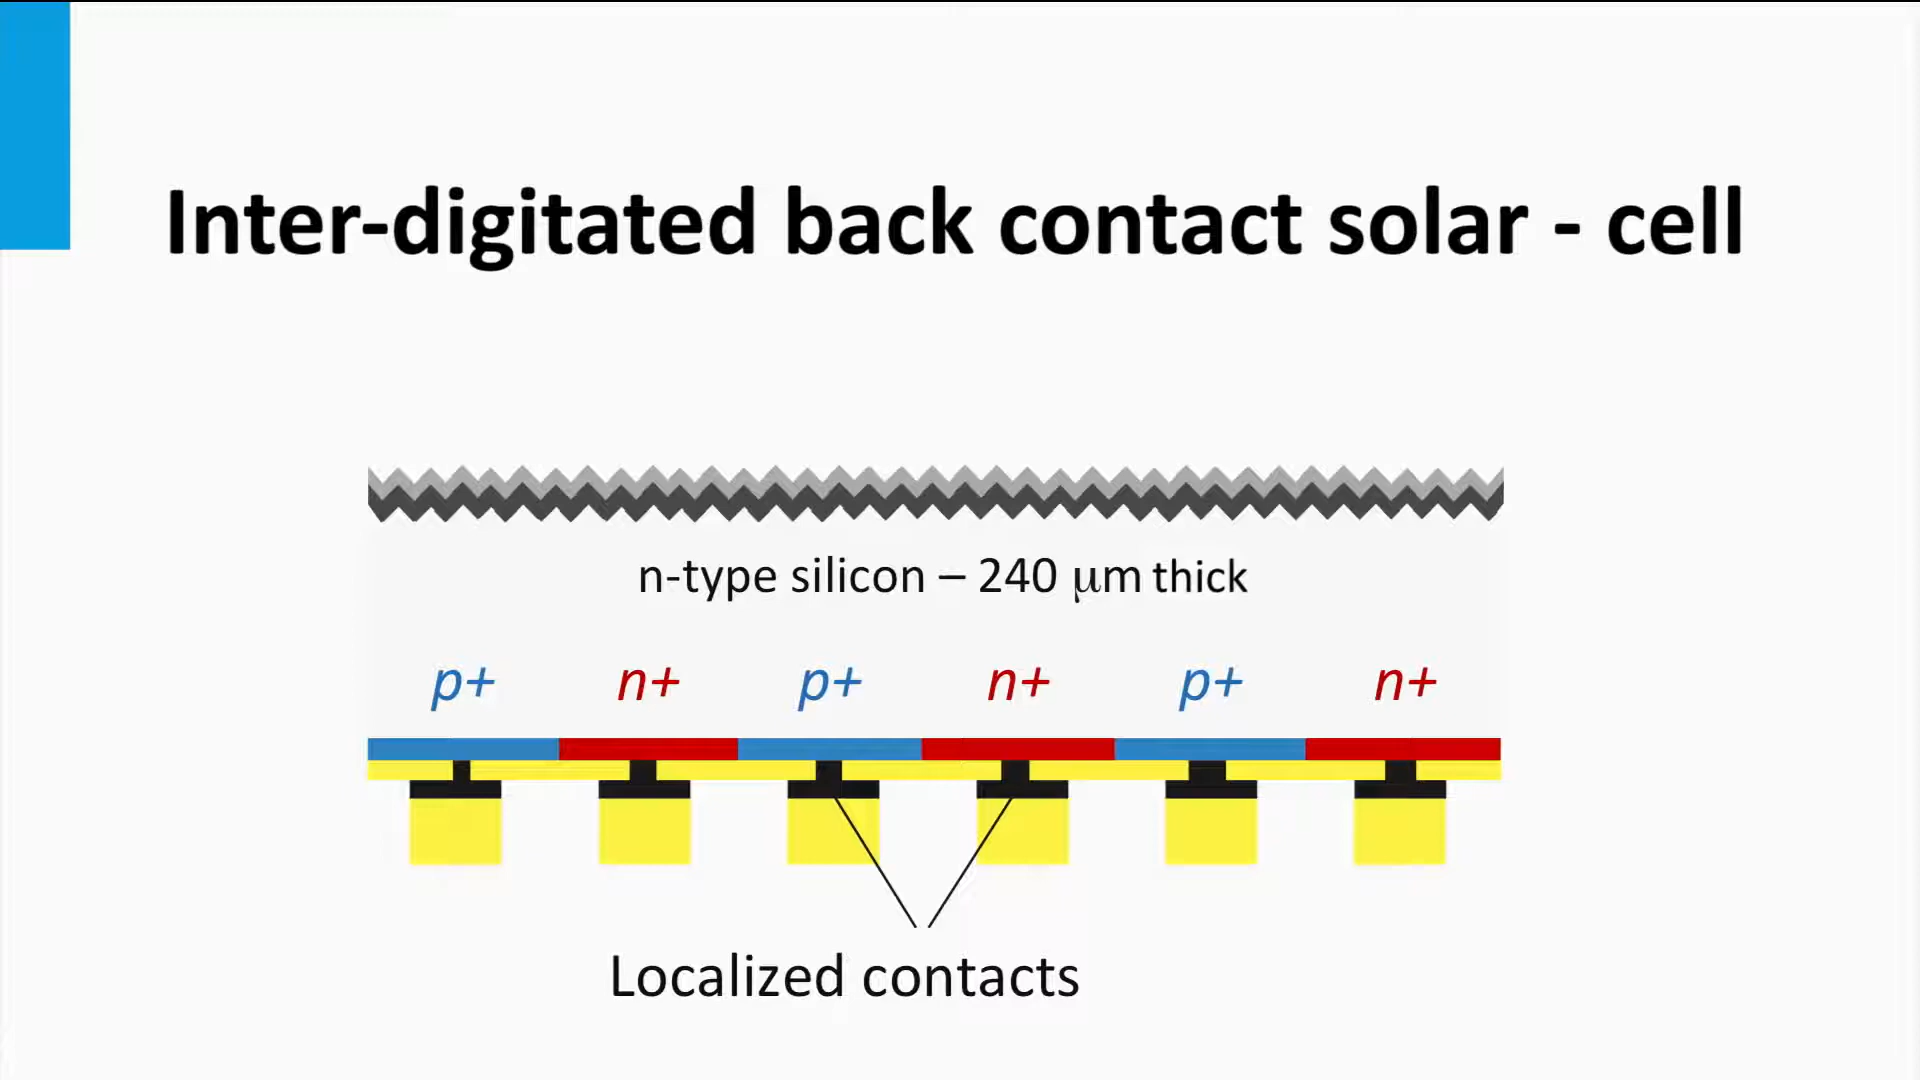 Inter-digitated back contact solar - cell
n-type silicon – 240 μm thick
p+ n+ p+ n+ p+ n+
Localized contacts